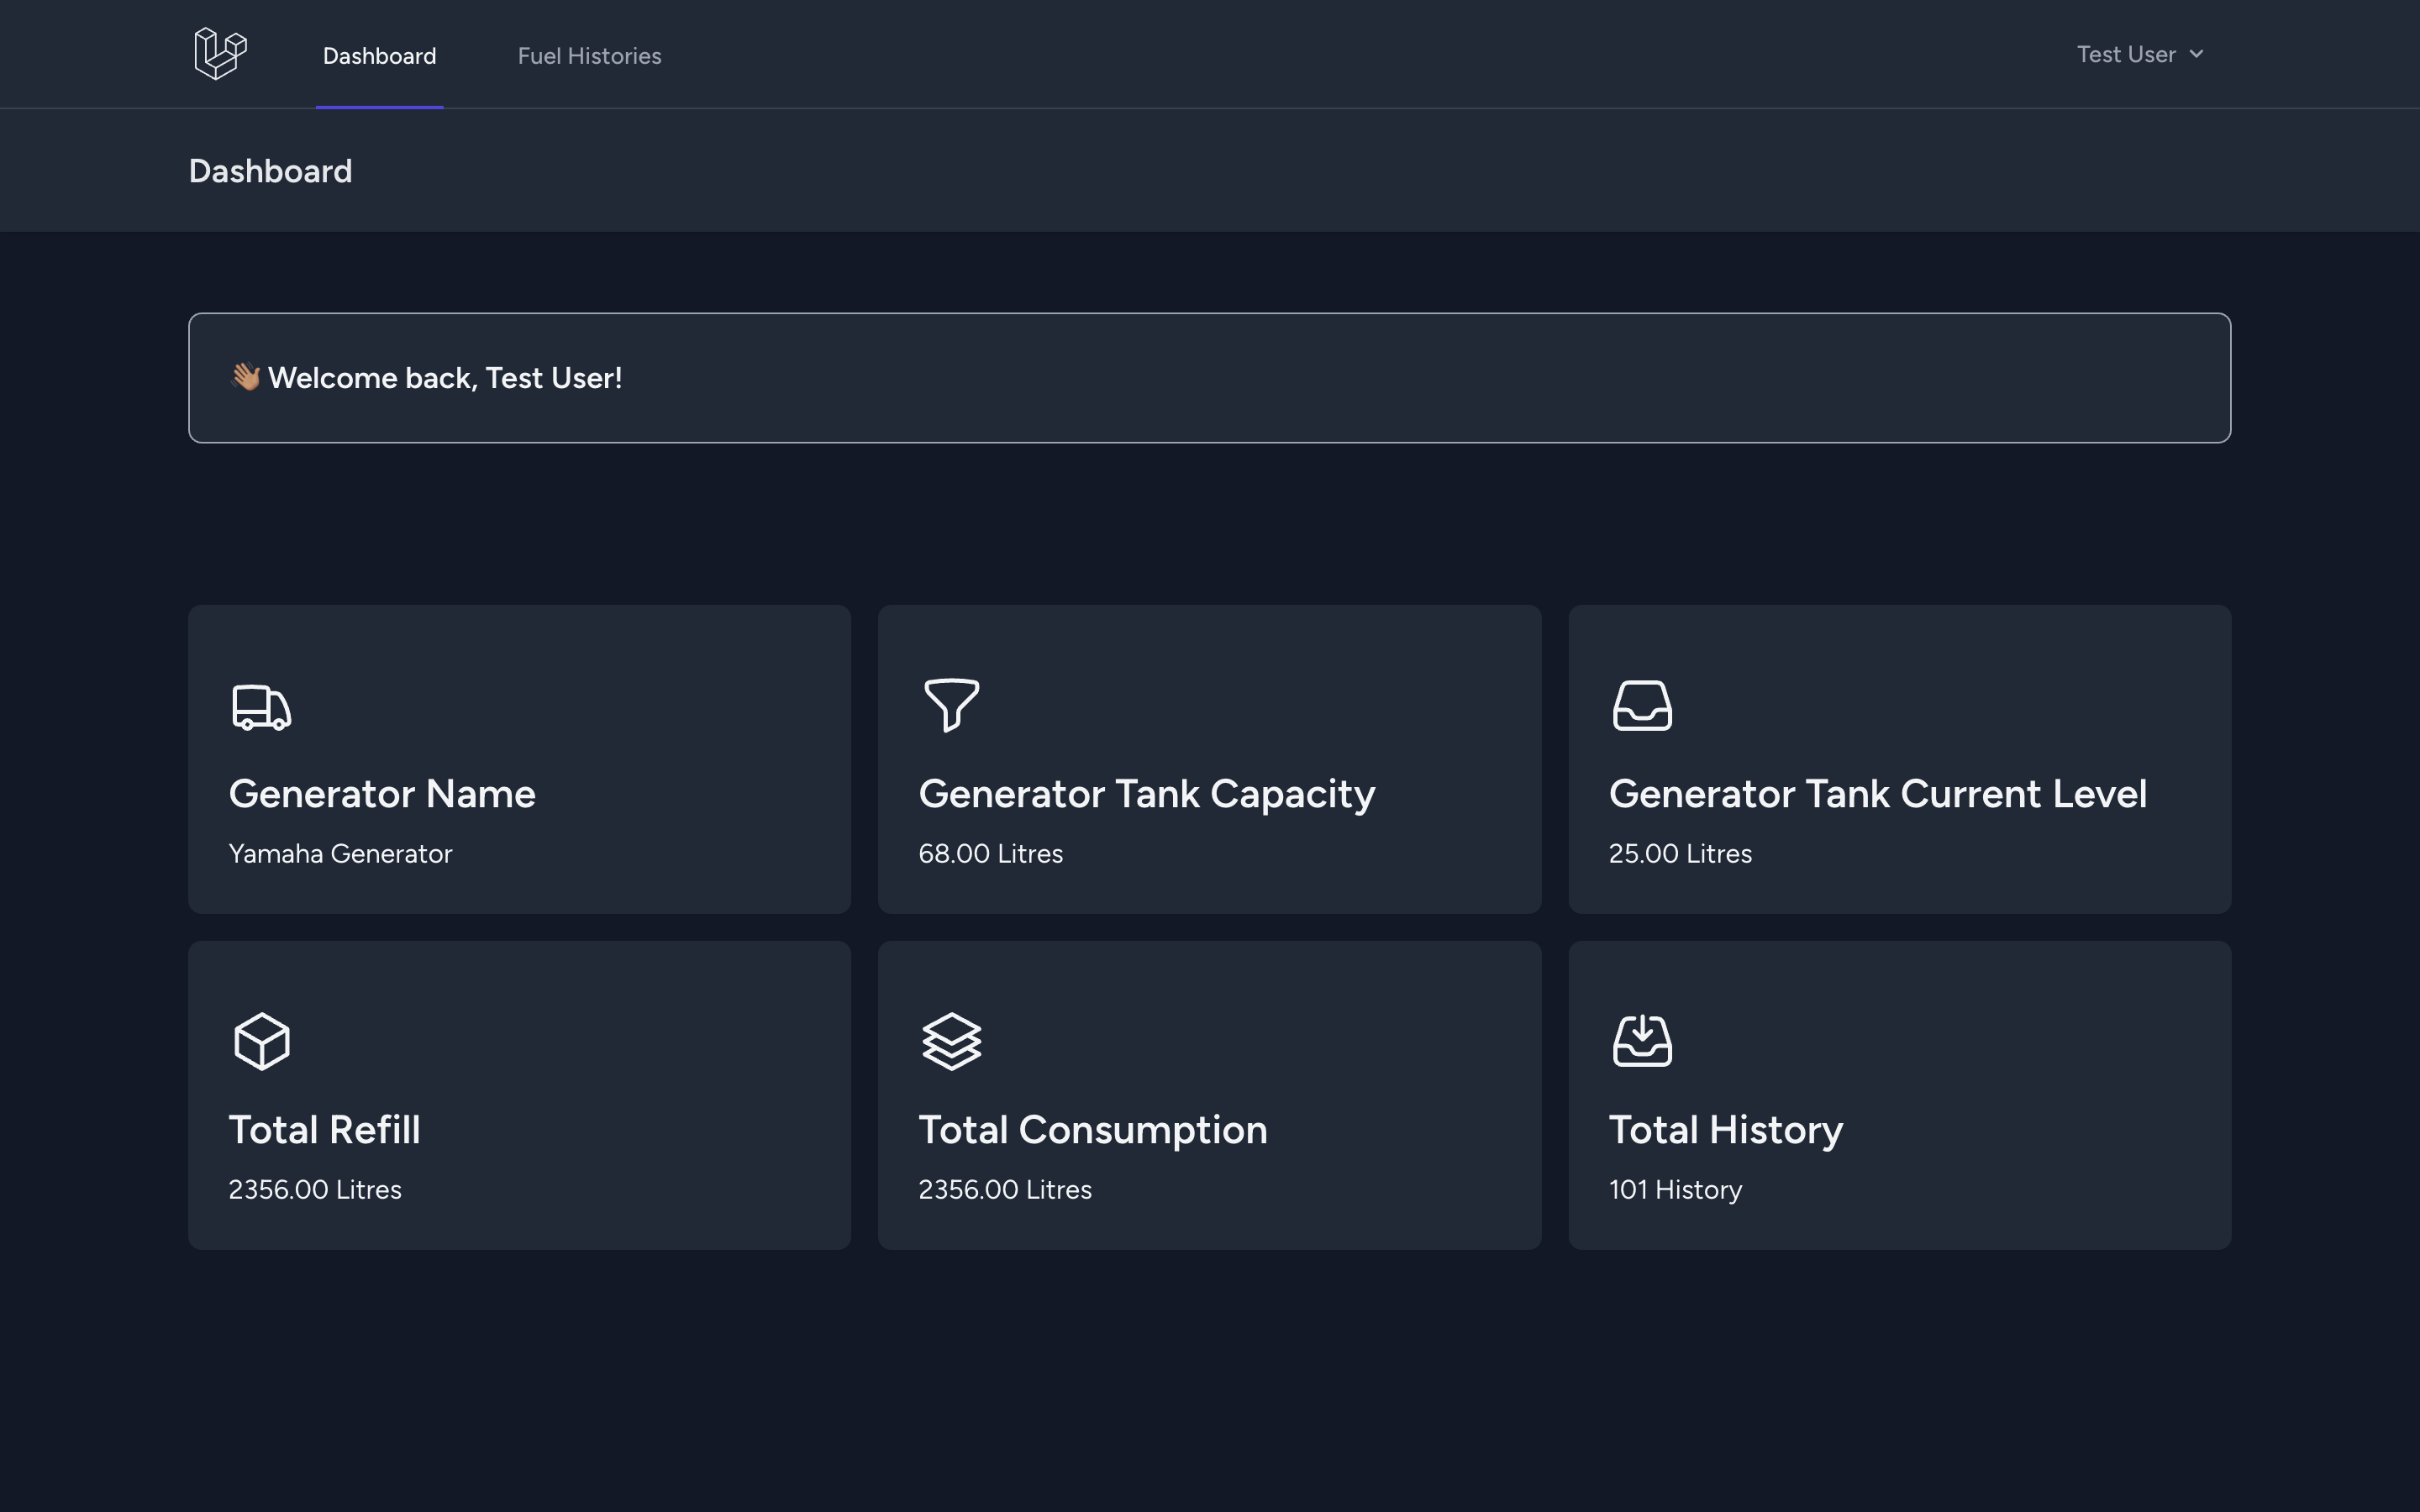 Dashboard
Fuel Histories
Test User
Dashboard
👋🏽 Welcome back, Test User!
Generator Name
Yamaha Generator
Generator Tank Capacity
68.00 Litres
Generator Tank Current Level
25.00 Litres
Total Refill
2356.00 Litres
Total Consumption
2356.00 Litres
Total History
101 History